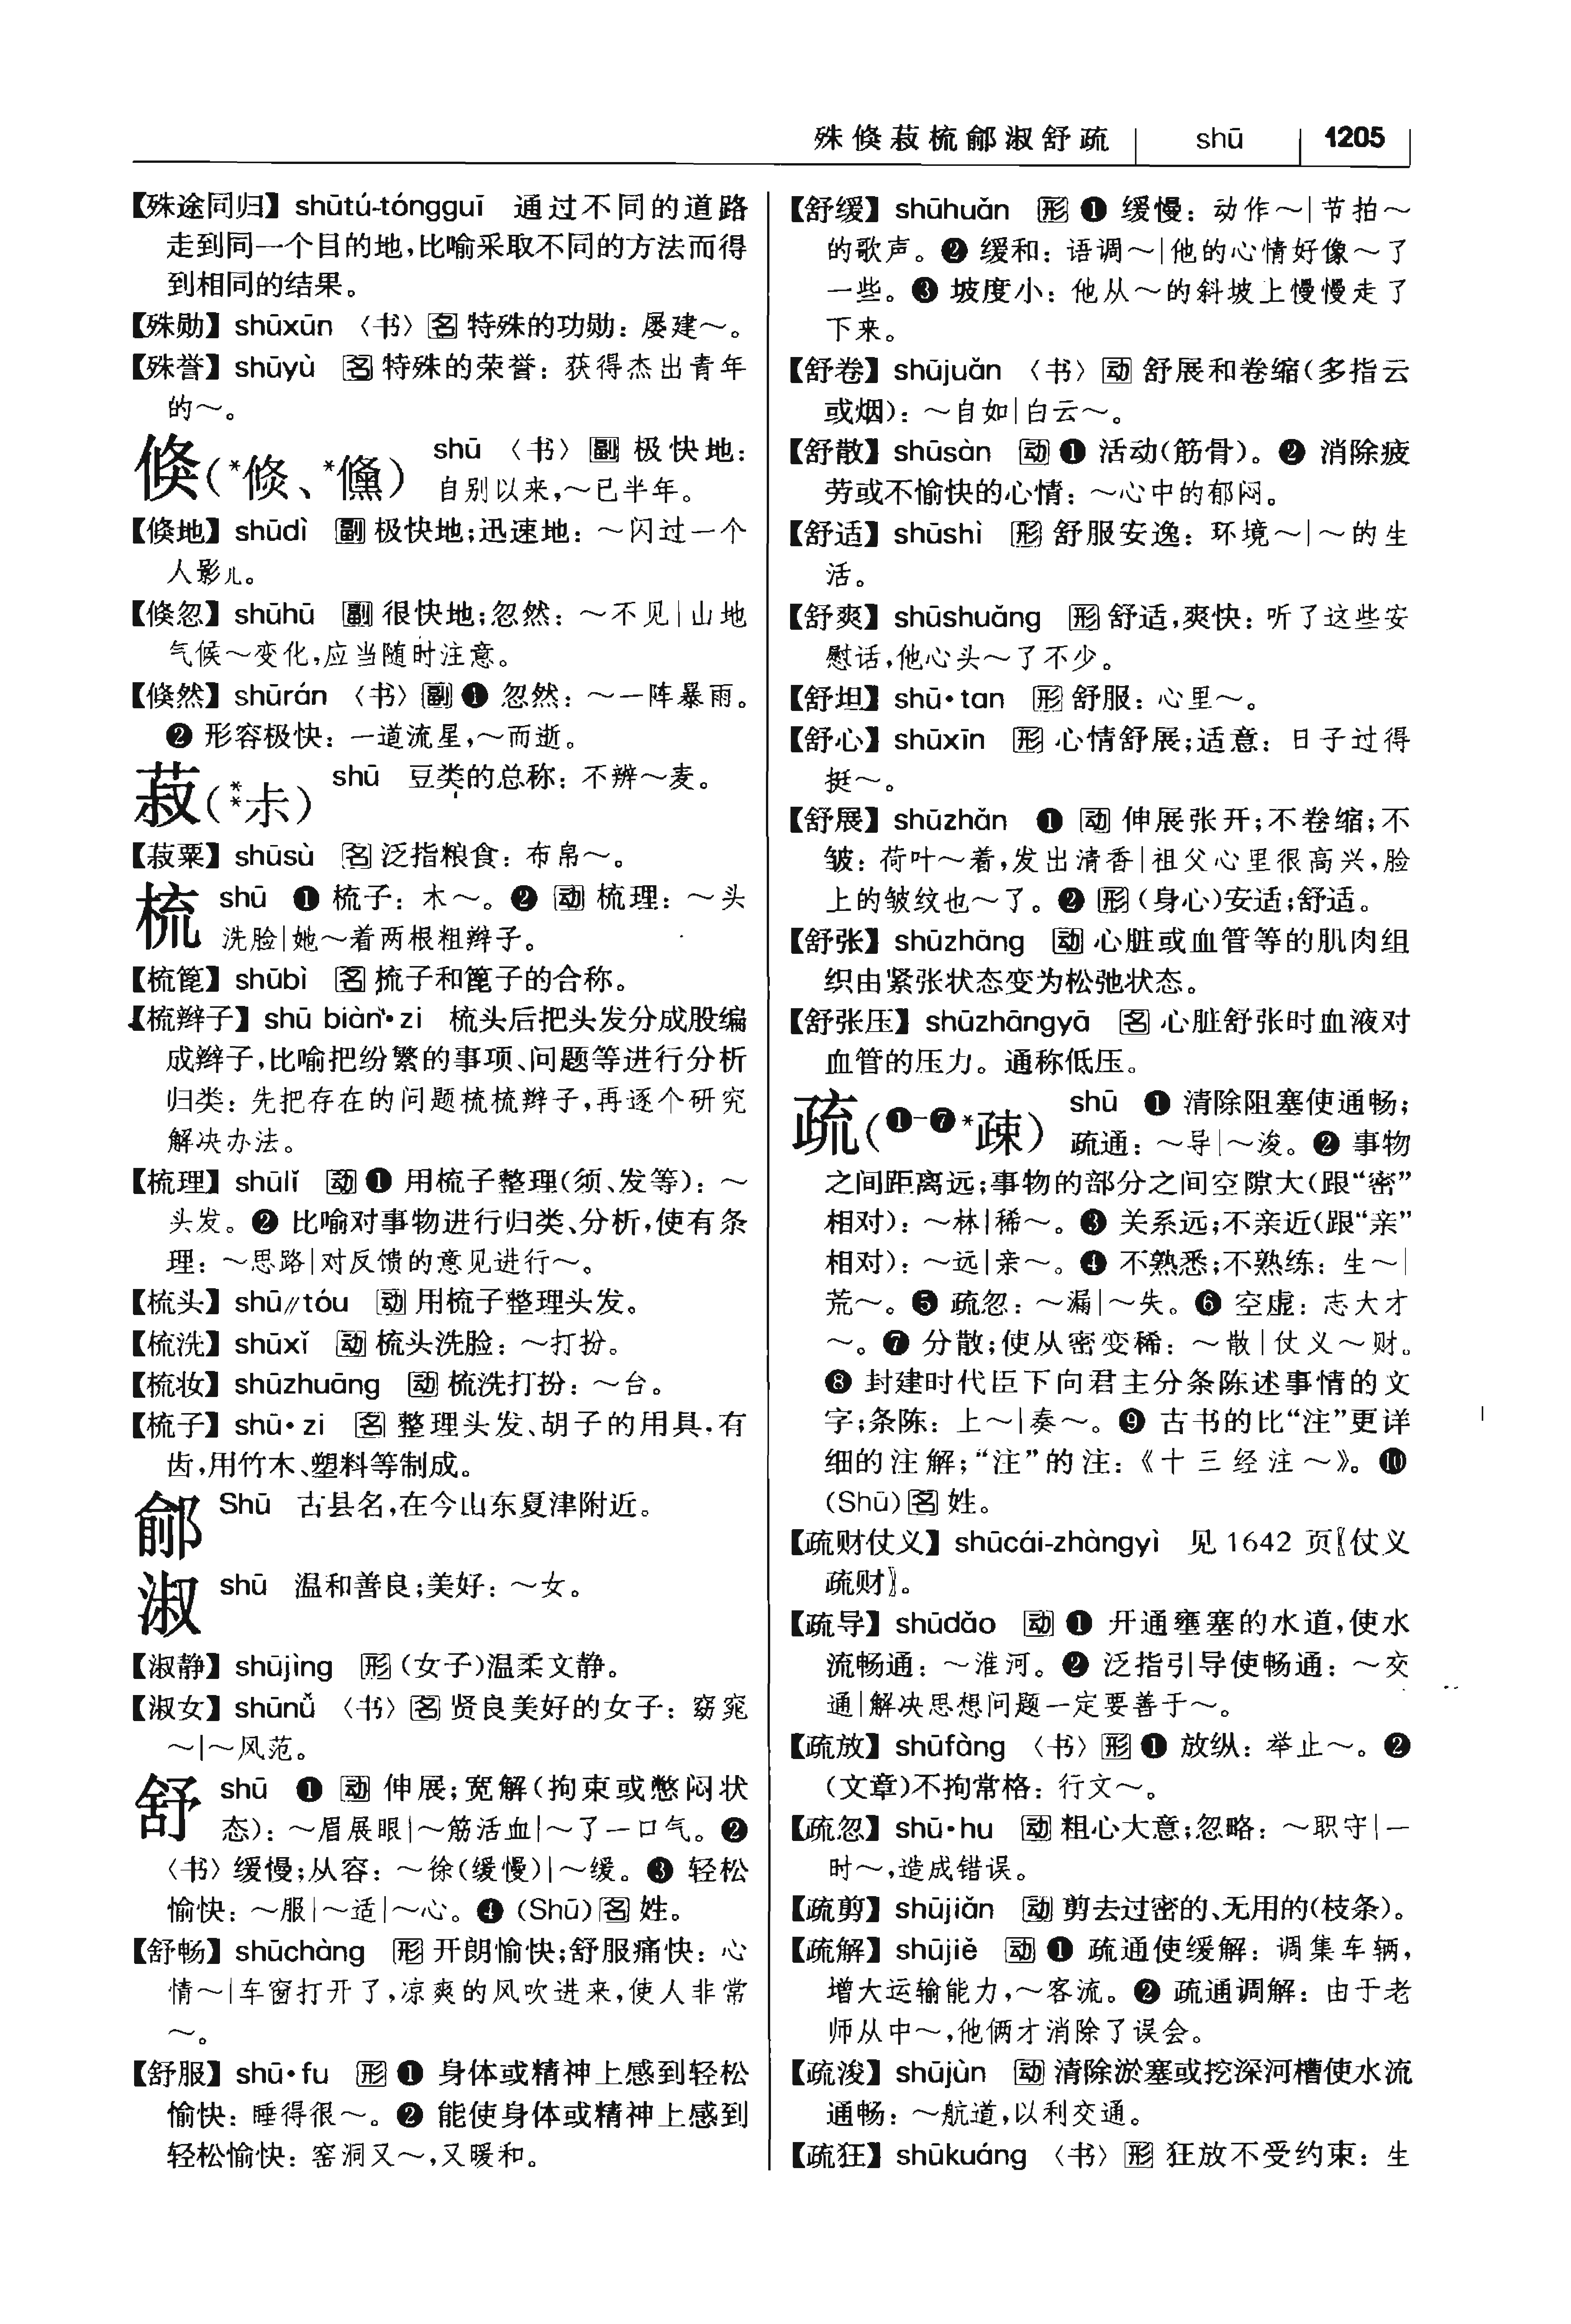 殊倏菽梳鄃淑舒疏 shū 1205
【殊途同归】 shūtú-tóngguī 通过不同的道路
走到同一个目的地,比喻采取不同的方法而得
到相同的结果。
【殊勋】 shūxūn 〈书〉名 特殊的功勋：屡建～。
【殊誉】 shūyù 名 特殊的荣誉：获得杰出青年
的～。
倏(*倐、*儵) shū 〈书〉副 极快地：
自别以来,～已半年。
【倏地】 shūdì 副 极快地;迅速地：～闪过一个
人影儿。
【倏忽】 shūhū 副 很快地;忽然：～不见|山地
气候～变化,应当随时注意。
【倏然】 shūrán 〈书〉副 ❶ 忽然：～一阵暴雨。
❷ 形容极快：一道流星,～而逝。
菽(**尗) shū 豆类的总称：不辨～麦。
【菽粟】 shūsù 名 泛指粮食：布帛～。
梳 shū ❶ 梳子：木～。❷ 动 梳理：～头
洗脸|她～着两根粗辫子。
【梳篦】 shūbì 名 梳子和篦子的合称。
【梳辫子】 shū biàn•zi 梳头后把头发分成股编
成辫子,比喻把纷繁的事项、问题等进行分析
归类：先把存在的问题梳梳辫子,再逐个研究
解决办法。
【梳理】 shūlǐ 动 ❶ 用梳子整理(须、发等)：～
头发。❷ 比喻对事物进行归类、分析,使有条
理：～思路|对反馈的意见进行～。
【梳头】 shū//tóu 动 用梳子整理头发。
【梳洗】 shūxǐ 动 梳头洗脸：～打扮。
【梳妆】 shūzhuāng 动 梳洗打扮：～台。
【梳子】 shū•zi 名 整理头发、胡子的用具,有
齿,用竹木、塑料等制成。
鄃 Shū 古县名,在今山东夏津附近。
淑 shū 温和善良;美好：～女。
【淑静】 shūjìng 形 (女子)温柔文静。
【淑女】 shūnǚ 〈书〉名 贤良美好的女子：窈窕
～|～风范。
舒 shū ❶ 动 伸展;宽解(拘束或憋闷状
态)：～眉展眼|～筋活血|～了一口气。❷
〈书〉缓慢;从容：～徐(缓慢)|～缓。❸ 轻松
愉快：～服|～适|～心。❹ (Shū)名 姓。
【舒畅】 shūchàng 形 开朗愉快;舒服痛快：心
情～|车窗打开了,凉爽的风吹进来,使人非常
～。
【舒服】 shū•fu 形 ❶ 身体或精神上感到轻松
愉快：睡得很～。❷ 能使身体或精神上感到
轻松愉快：窑洞又～,又暖和。
【舒缓】 shūhuǎn 形 ❶ 缓慢：动作～|节拍～
的歌声。❷ 缓和：语调～|他的心情好像～了
一些。❸ 坡度小：他从～的斜坡上慢慢走了
下来。
【舒卷】 shūjuǎn 〈书〉动 舒展和卷缩(多指云
或烟)：～自如|白云～。
【舒散】 shūsàn 动 ❶ 活动(筋骨)。❷ 消除疲
劳或不愉快的心情：～心中的郁闷。
【舒适】 shūshì 形 舒服安逸：环境～|～的生
活。
【舒爽】 shūshuǎng 形 舒适,爽快：听了这些安
慰话,他心头～了不少。
【舒坦】 shū•tan 形 舒服：心里～。
【舒心】 shūxīn 形 心情舒展;适意：日子过得
挺～。
【舒展】 shūzhǎn ❶ 动 伸展张开;不卷缩;不
皱：荷叶～着,发出清香|祖父心里很高兴,脸
上的皱纹也～了。❷ 形 (身心)安适;舒适。
【舒张】 shūzhāng 动 心脏或血管等的肌肉组
织由紧张状态变为松弛状态。
【舒张压】 shūzhāngyā 名 心脏舒张时血液对
血管的压力。通称低压。
疏(❶-❼*疎) shū ❶ 清除阻塞使通畅;
疏通：～导|～浚。❷ 事物
之间距离远;事物的部分之间空隙大(跟“密”
相对)：～林|稀～。❸ 关系远;不亲近(跟“亲”
相对)：～远|亲～。❹ 不熟悉;不熟练：生～|
荒～。❺ 疏忽：～漏|～失。❻ 空虚：志大才
～。❼ 分散;使从密变稀：～散|仗义～财。
❽ 封建时代臣下向君主分条陈述事情的文
字;条陈：上～|奏～。❾ 古书的比“注”更详
细的注解;“注”的注：《十三经注～》。❿
(Shū)名 姓。
【疏财仗义】 shūcái-zhàngyì 见 1642 页〖仗义
疏财〗。
【疏导】 shūdǎo 动 ❶ 开通壅塞的水道,使水
流畅通：～淮河。❷ 泛指引导使畅通：～交
通|解决思想问题一定要善于～。
【疏放】 shūfàng 〈书〉形 ❶ 放纵：举止～。❷
(文章)不拘常格：行文～。
【疏忽】 shū•hu 动 粗心大意;忽略：～职守|一
时～,造成错误。
【疏剪】 shūjiǎn 动 剪去过密的、无用的(枝条)。
【疏解】 shūjiě 动 ❶ 疏通使缓解：调集车辆,
增大运输能力,～客流。❷ 疏通调解：由于老
师从中～,他俩才消除了误会。
【疏浚】 shūjùn 动 清除淤塞或挖深河槽使水流
通畅：～航道,以利交通。
【疏狂】 shūkuáng 〈书〉形 狂放不受约束：生